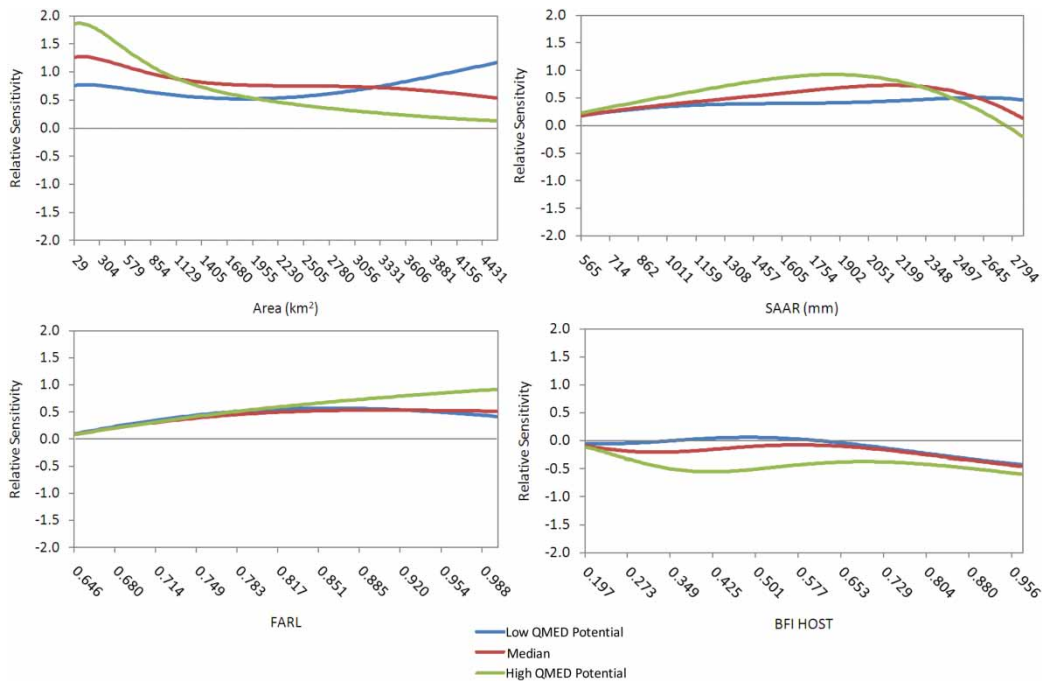 2.0
1.5
1.0
0.5
0.0
-0.5
-1.0
-1.5
-2.0
Relative Sensitivity
29 304 579 854 1129 1405 1680 1955 2230 2505 2780 3056 3331 3606 3881 4156 4431
Area (km²)
2.0
1.5
1.0
0.5
0.0
-0.5
-1.0
-1.5
-2.0
Relative Sensitivity
565 714 862 1011 1159 1308 1457 1605 1754 1902 2051 2199 2348 2497 2645 2794
SAAR (mm)
2.0
1.5
1.0
0.5
0.0
-0.5
-1.0
-1.5
-2.0
Relative Sensitivity
0.646 0.680 0.714 0.749 0.783 0.817 0.851 0.885 0.920 0.954 0.988
FARL
2.0
1.5
1.0
0.5
0.0
-0.5
-1.0
-1.5
-2.0
Relative Sensitivity
0.197 0.273 0.349 0.425 0.501 0.577 0.653 0.729 0.804 0.880 0.956
BFI HOST
Low QMED Potential
Median
High QMED Potential